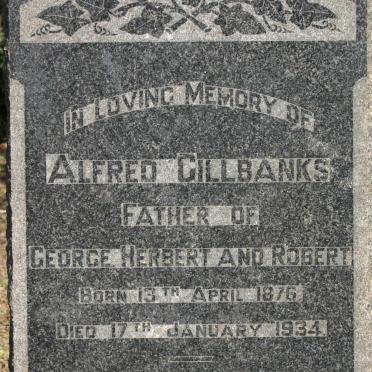 IN LOVING MEMORY OF
ALFRED GILLBANKS
FATHER OF
GEORGE HERBERT AND ROBERT
BORN 13TH APRIL 1876
DIED 17TH JANUARY 1934